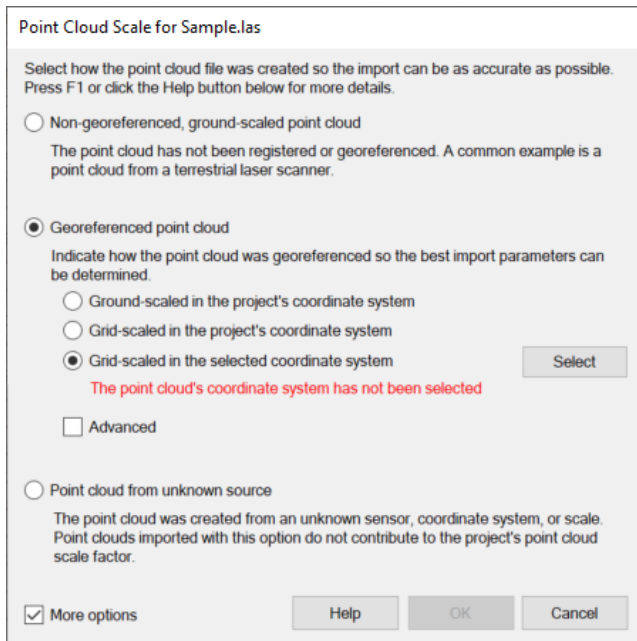 Point Cloud Scale for Sample.las
Select how the point cloud file was created so the import can be as accurate as possible.
Press F1 or click the Help button below for more details.
Non-georeferenced, ground-scaled point cloud
The point cloud has not been registered or georeferenced. A common example is a
point cloud from a terrestrial laser scanner.
Georeferenced point cloud
Indicate how the point cloud was georeferenced so the best import parameters can
be determined.
Ground-scaled in the project's coordinate system
Grid-scaled in the project's coordinate system
Grid-scaled in the selected coordinate system
Select
The point cloud's coordinate system has not been selected
Advanced
Point cloud from unknown source
The point cloud was created from an unknown sensor, coordinate system, or scale.
Point clouds imported with this option do not contribute to the project's point cloud
scale factor.
More options
Help
OK
Cancel